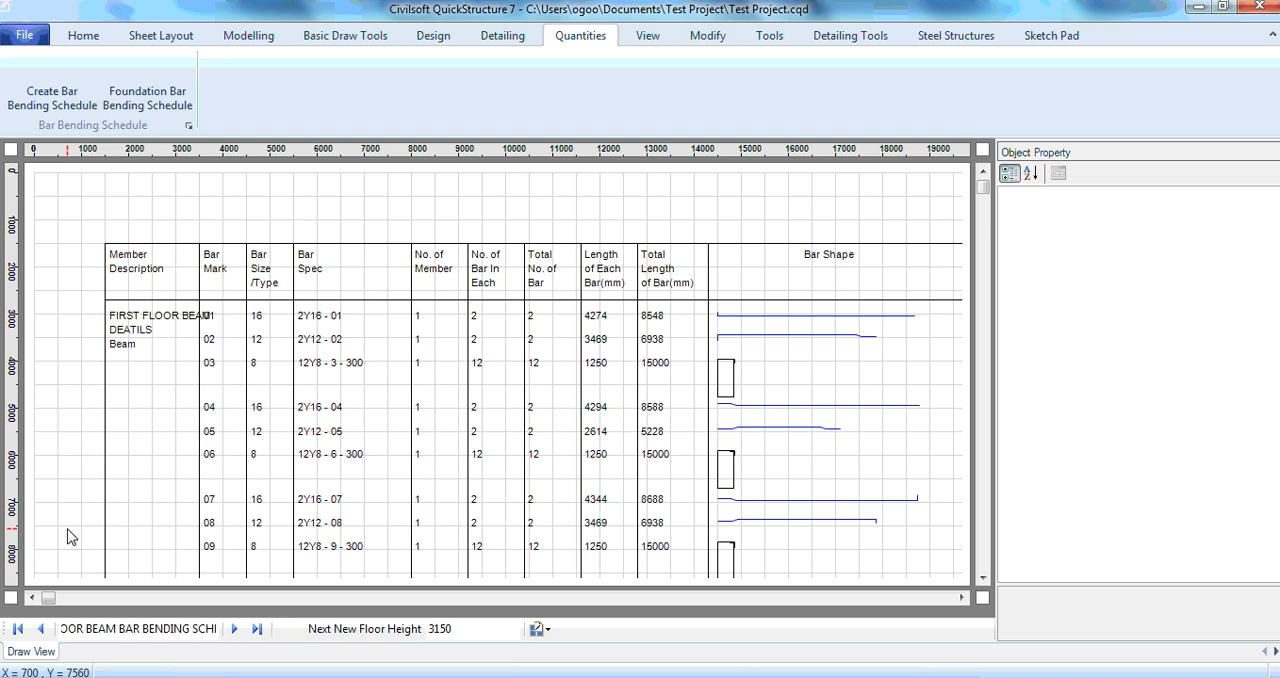 Civilsoft QuickStructure 7 - C:\Users\ogoo\Documents\Test Project\Test Project.cqd
File Home Sheet Layout Modelling Basic Draw Tools Design Detailing Quantities View Modify Tools Detailing Tools Steel Structures Sketch Pad
Create Bar Bending Schedule
Foundation Bar Bending Schedule
Bar Bending Schedule
0 1000 2000 3000 4000 5000 6000 7000 8000 9000 10000 11000 12000 13000 14000 15000 16000 17000 18000 19000
Object Property
0
1000
2000
3000
4000
5000
6000
7000
8000
Member Description Bar Mark Bar Size /Type Bar Spec No. of Member No. of Bar In Each Total No. of Bar Length of Each Bar(mm) Total Length of Bar(mm) Bar Shape
FIRST FLOOR BEAM 01 16 2Y16 - 01 1 2 2 4274 8548
DEATILS
02 12 2Y12 - 02 1 2 2 3469 6938
Beam
03 8 12Y8 - 3 - 300 1 12 12 1250 15000
04 16 2Y16 - 04 1 2 2 4294 8588
05 12 2Y12 - 05 1 2 2 2614 5228
06 8 12Y8 - 6 - 300 1 12 12 1250 15000
07 16 2Y16 - 07 1 2 2 4344 8688
08 12 2Y12 - 08 1 2 2 3469 6938
09 8 12Y8 - 9 - 300 1 12 12 1250 15000
OOR BEAM BAR BENDING SCHI Next New Floor Height 3150
Draw View
X = 700 , Y = 7560